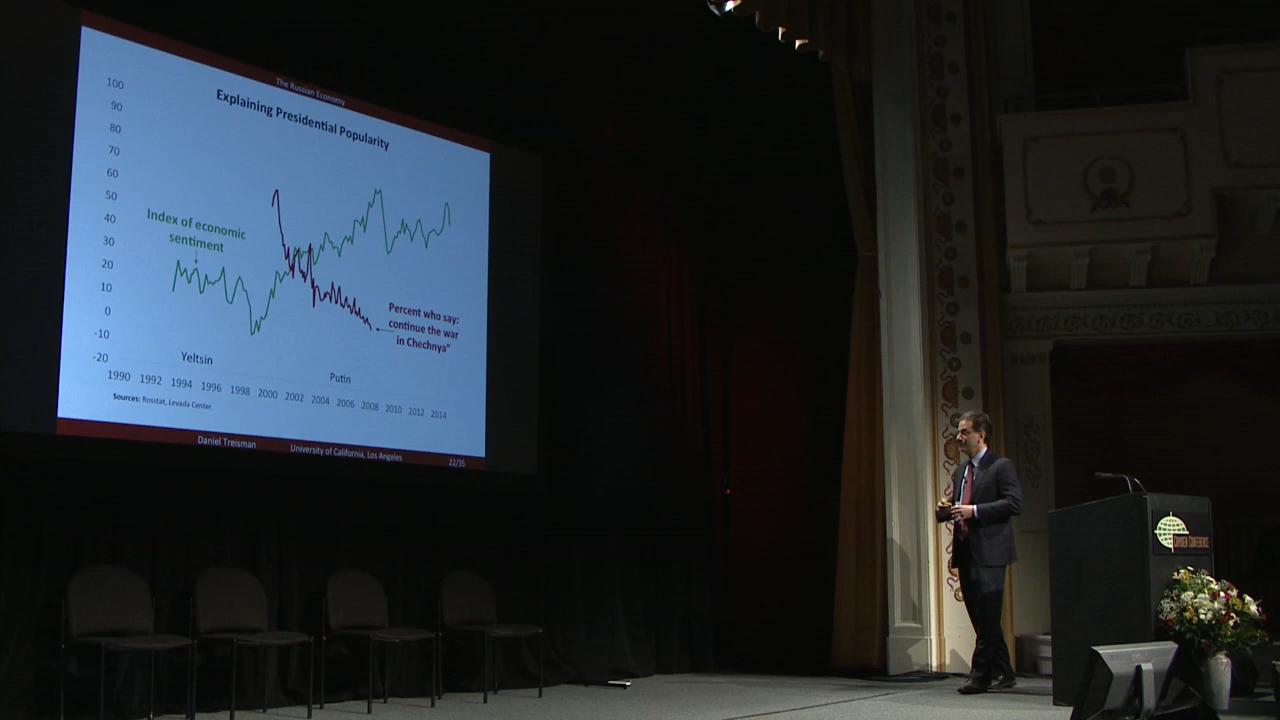 The Russian Economy
Explaining Presidential Popularity
100
90
80
70
60
50
40
30
20
10
0
-10
-20
Index of economic
sentiment
Percent who say:
continue the war
in Chechnya"
Yeltsin
Putin
1990 1992 1994 1996 1998 2000 2002 2004 2006 2008 2010 2012 2014
Sources: Rosstat, Levada Center.
Daniel Treisman University of California, Los Angeles 22/35
CAMDEN CONFERENCE